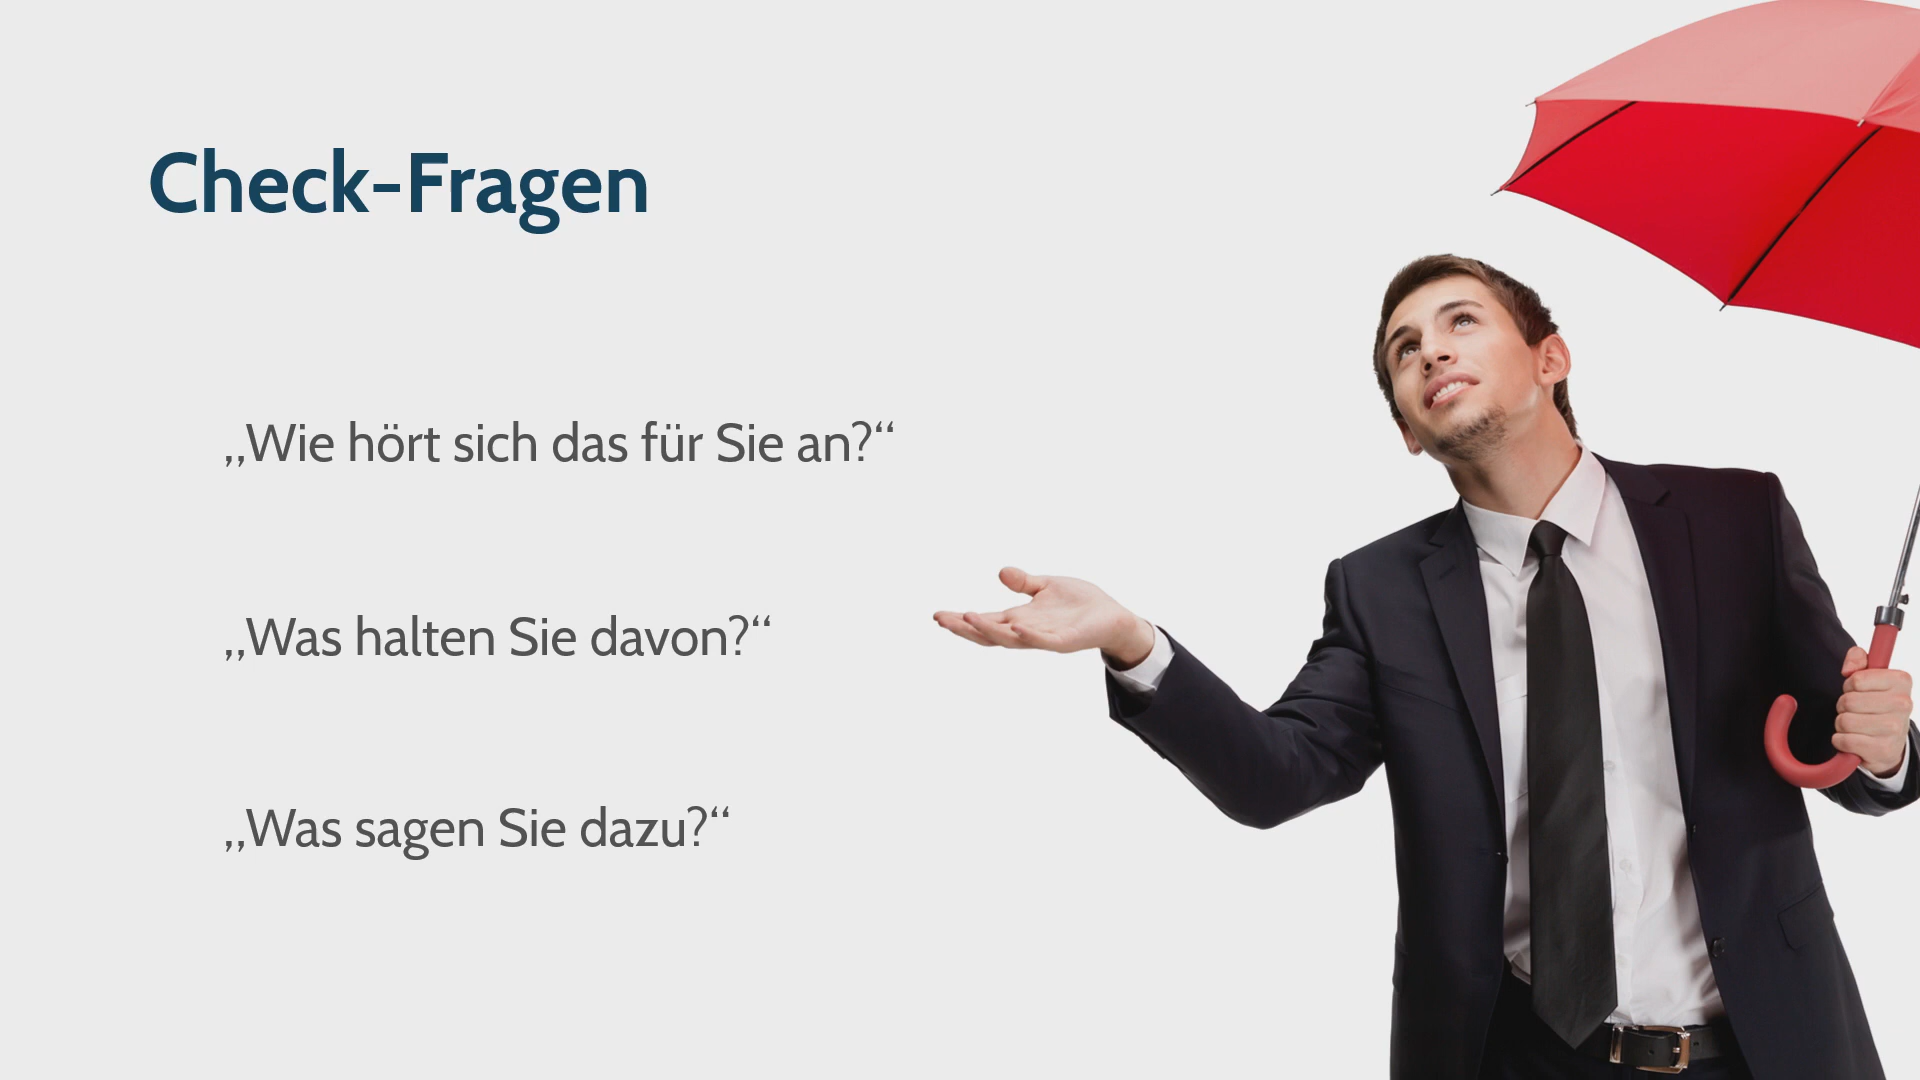 Check-Fragen
„Wie hört sich das für Sie an?“
„Was halten Sie davon?“
„Was sagen Sie dazu?“